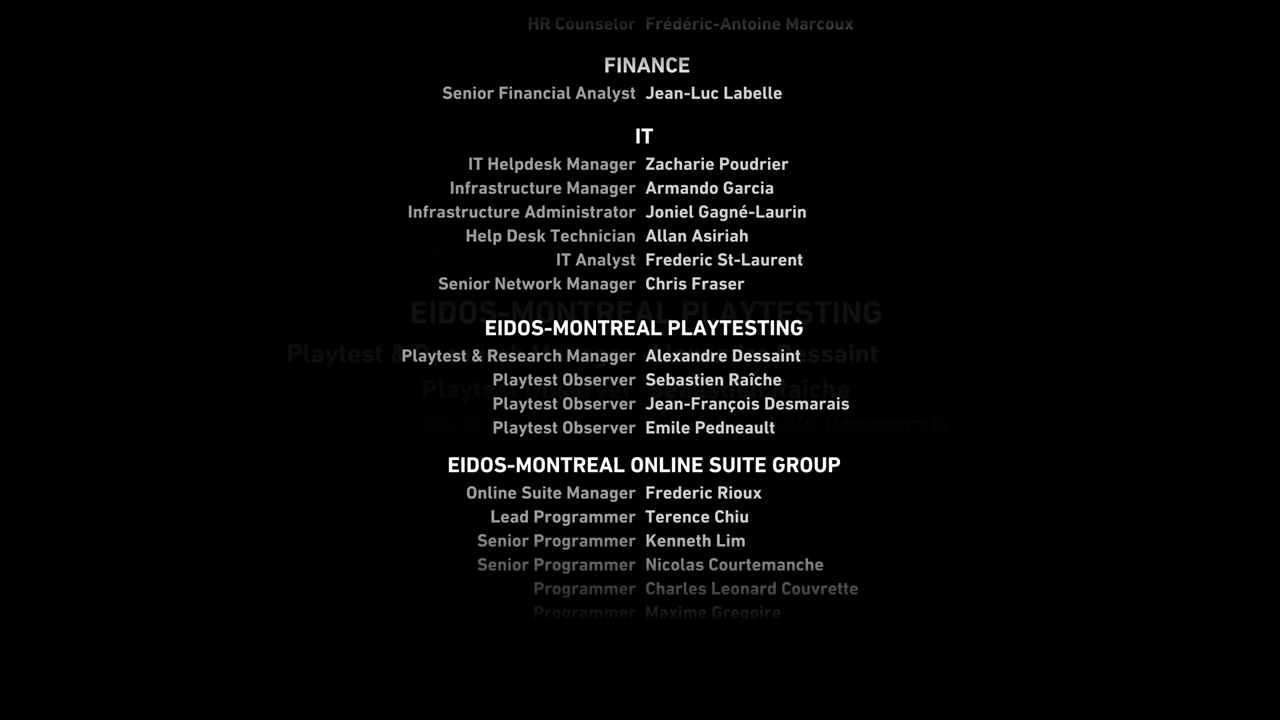 HR Counselor Frédéric-Antoine Marcoux
FINANCE
Senior Financial Analyst Jean-Luc Labelle
IT
IT Helpdesk Manager Zacharie Poudrier
Infrastructure Manager Armando Garcia
Infrastructure Administrator Joniel Gagné-Laurin
Help Desk Technician Allan Asiriah
IT Analyst Frederic St-Laurent
Senior Network Manager Chris Fraser
EIDOS-MONTREAL PLAYTESTING
Playtest & Research Manager Alexandre Dessaint
Playtest Observer Sebastien Raîche
Playtest Observer Jean-François Desmarais
Playtest Observer Emile Pedneault
EIDOS-MONTREAL ONLINE SUITE GROUP
Online Suite Manager Frederic Rioux
Lead Programmer Terence Chiu
Senior Programmer Kenneth Lim
Senior Programmer Nicolas Courtemanche
Programmer Charles Leonard Couvrette
Programmer Maxime Gregoire